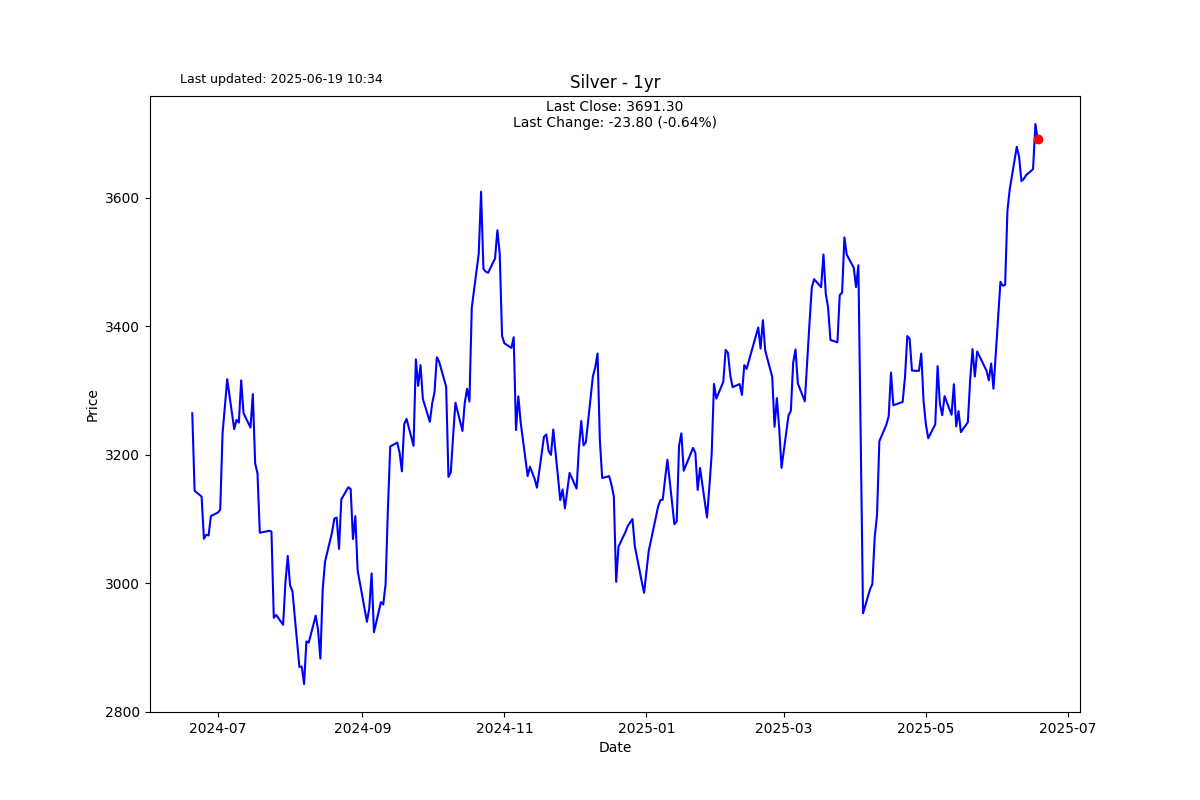 Last updated: 2025-06-19 10:34
Silver - 1yr
Last Close: 3691.30
Last Change: -23.80 (-0.64%)
3600
3400
3200
3000
2800
Price
2024-07
2024-09
2024-11
2025-01
2025-03
2025-05
2025-07
Date